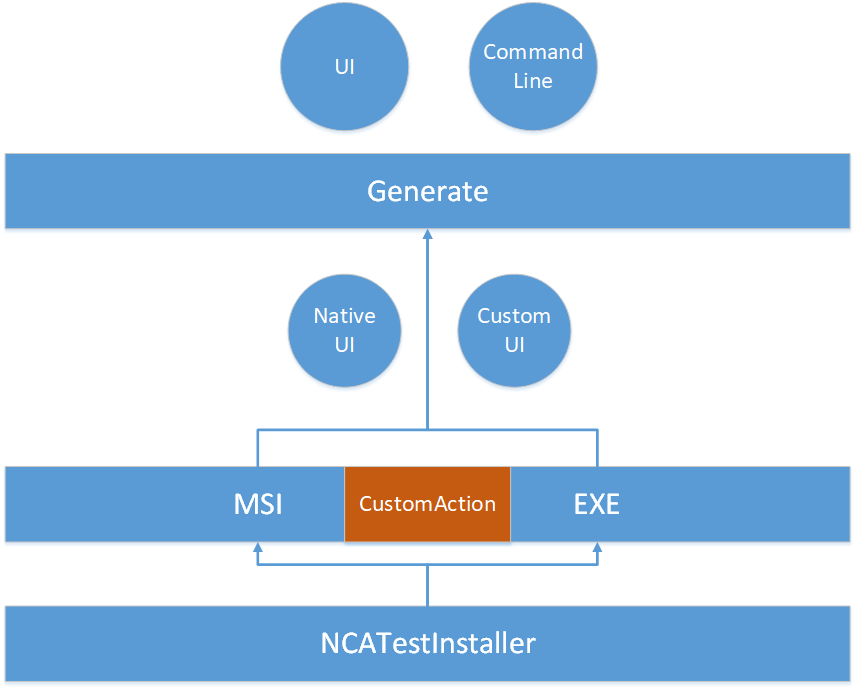 UI
Command
Line
Generate
Native
UI
Custom
UI
MSI
CustomAction
EXE
NCATestInstaller